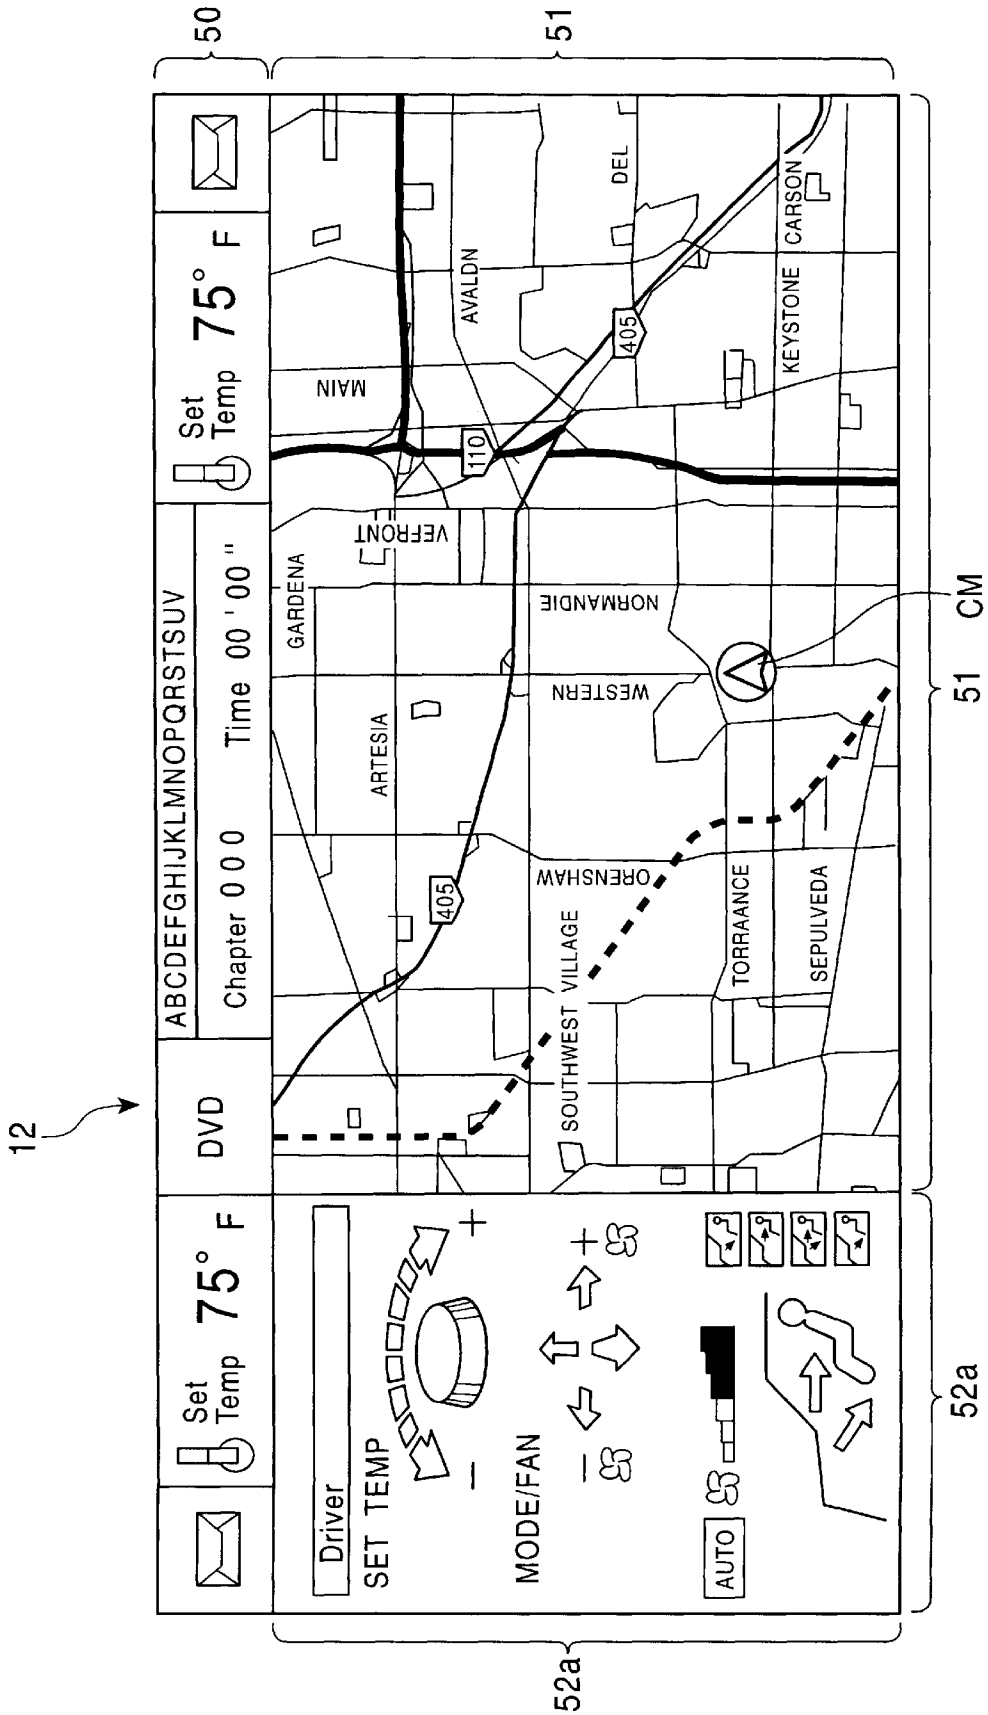 12
50
Set
Temp 75° F
DVD
ABCDEFGHIJKLMNOPQRSTSUV
Chapter 0 0 0 Time 00 ' 00 "
Set
Temp 75° F
52a
51
Driver
SET TEMP
− +
MODE/FAN
− +
AUTO
GARDENA
MAIN
ARTESIA
VEFRONT
405
110
AVALDN
SOUTHWEST VILLAGE
ORENSHAW
WESTERN
NORMANDIE
405
DEL
TORRAANCE
SEPULVEDA
KEYSTONE
CARSON
52a
51
CM